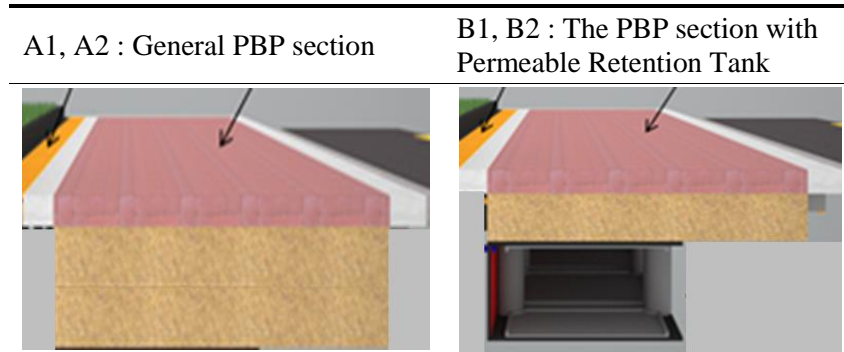 A1, A2 : General PBP section
B1, B2 : The PBP section with
Permeable Retention Tank